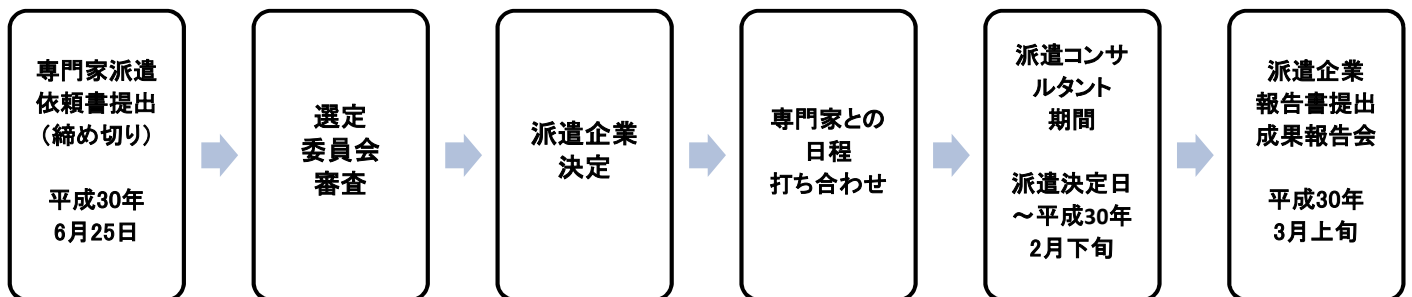 専門家派遣
依頼書提出
（締め切り）
平成30年
6月25日
選定
委員会
審査
派遣企業
決定
専門家との
日程
打ち合わせ
派遣コンサ
ルタント
期間
派遣決定日
～平成30年
2月下旬
派遣企業
報告書提出
成果報告会
平成30年
3月上旬